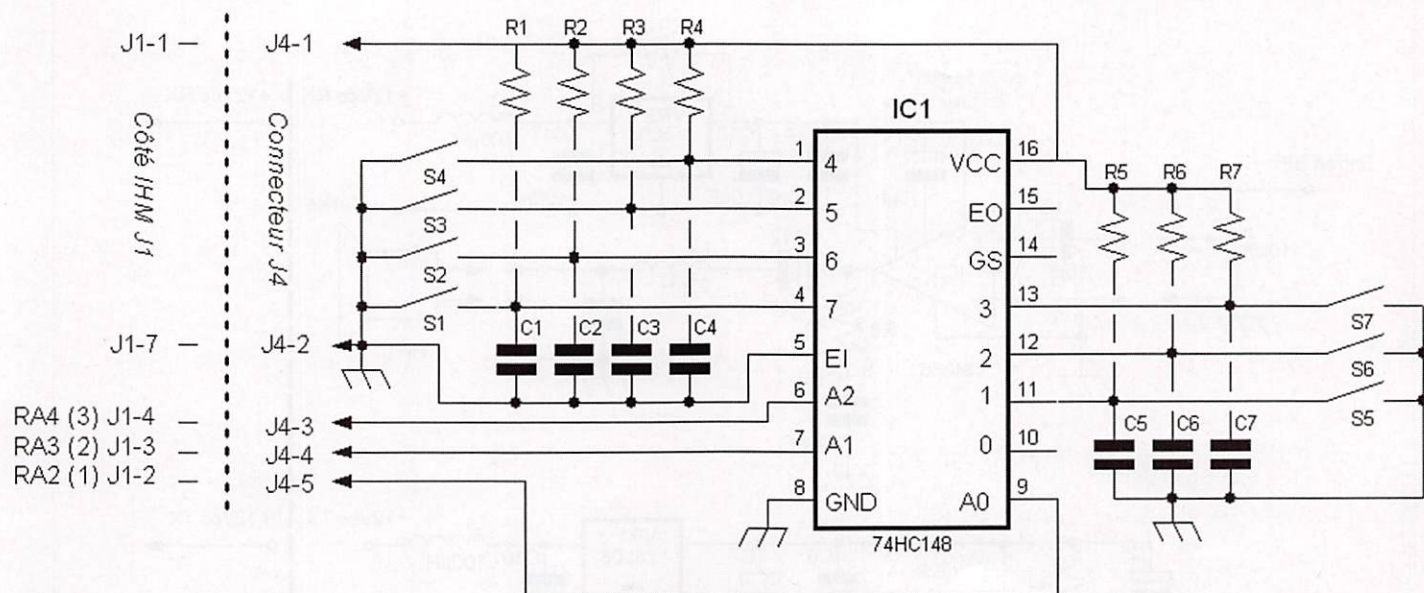 R1 R2 R3 R4
J1-1 J4-1
IC1
Côté IHM J1
Connecteur J4
1 4 VCC 16
R5 R6 R7
S4
2 5 EO 15
S3
3 6 GS 14
S2
4 7 3 13
S1
C1 C2 C3 C4
S7
J1-7 J4-2
5 EI 2 12
S6
6 A2 1 11
S5
RA4 (3) J1-4 J4-3
C5 C6 C7
RA3 (2) J1-3 J4-4
7 A1 0 10
RA2 (1) J1-2 J4-5
8 GND A0 9
74HC148